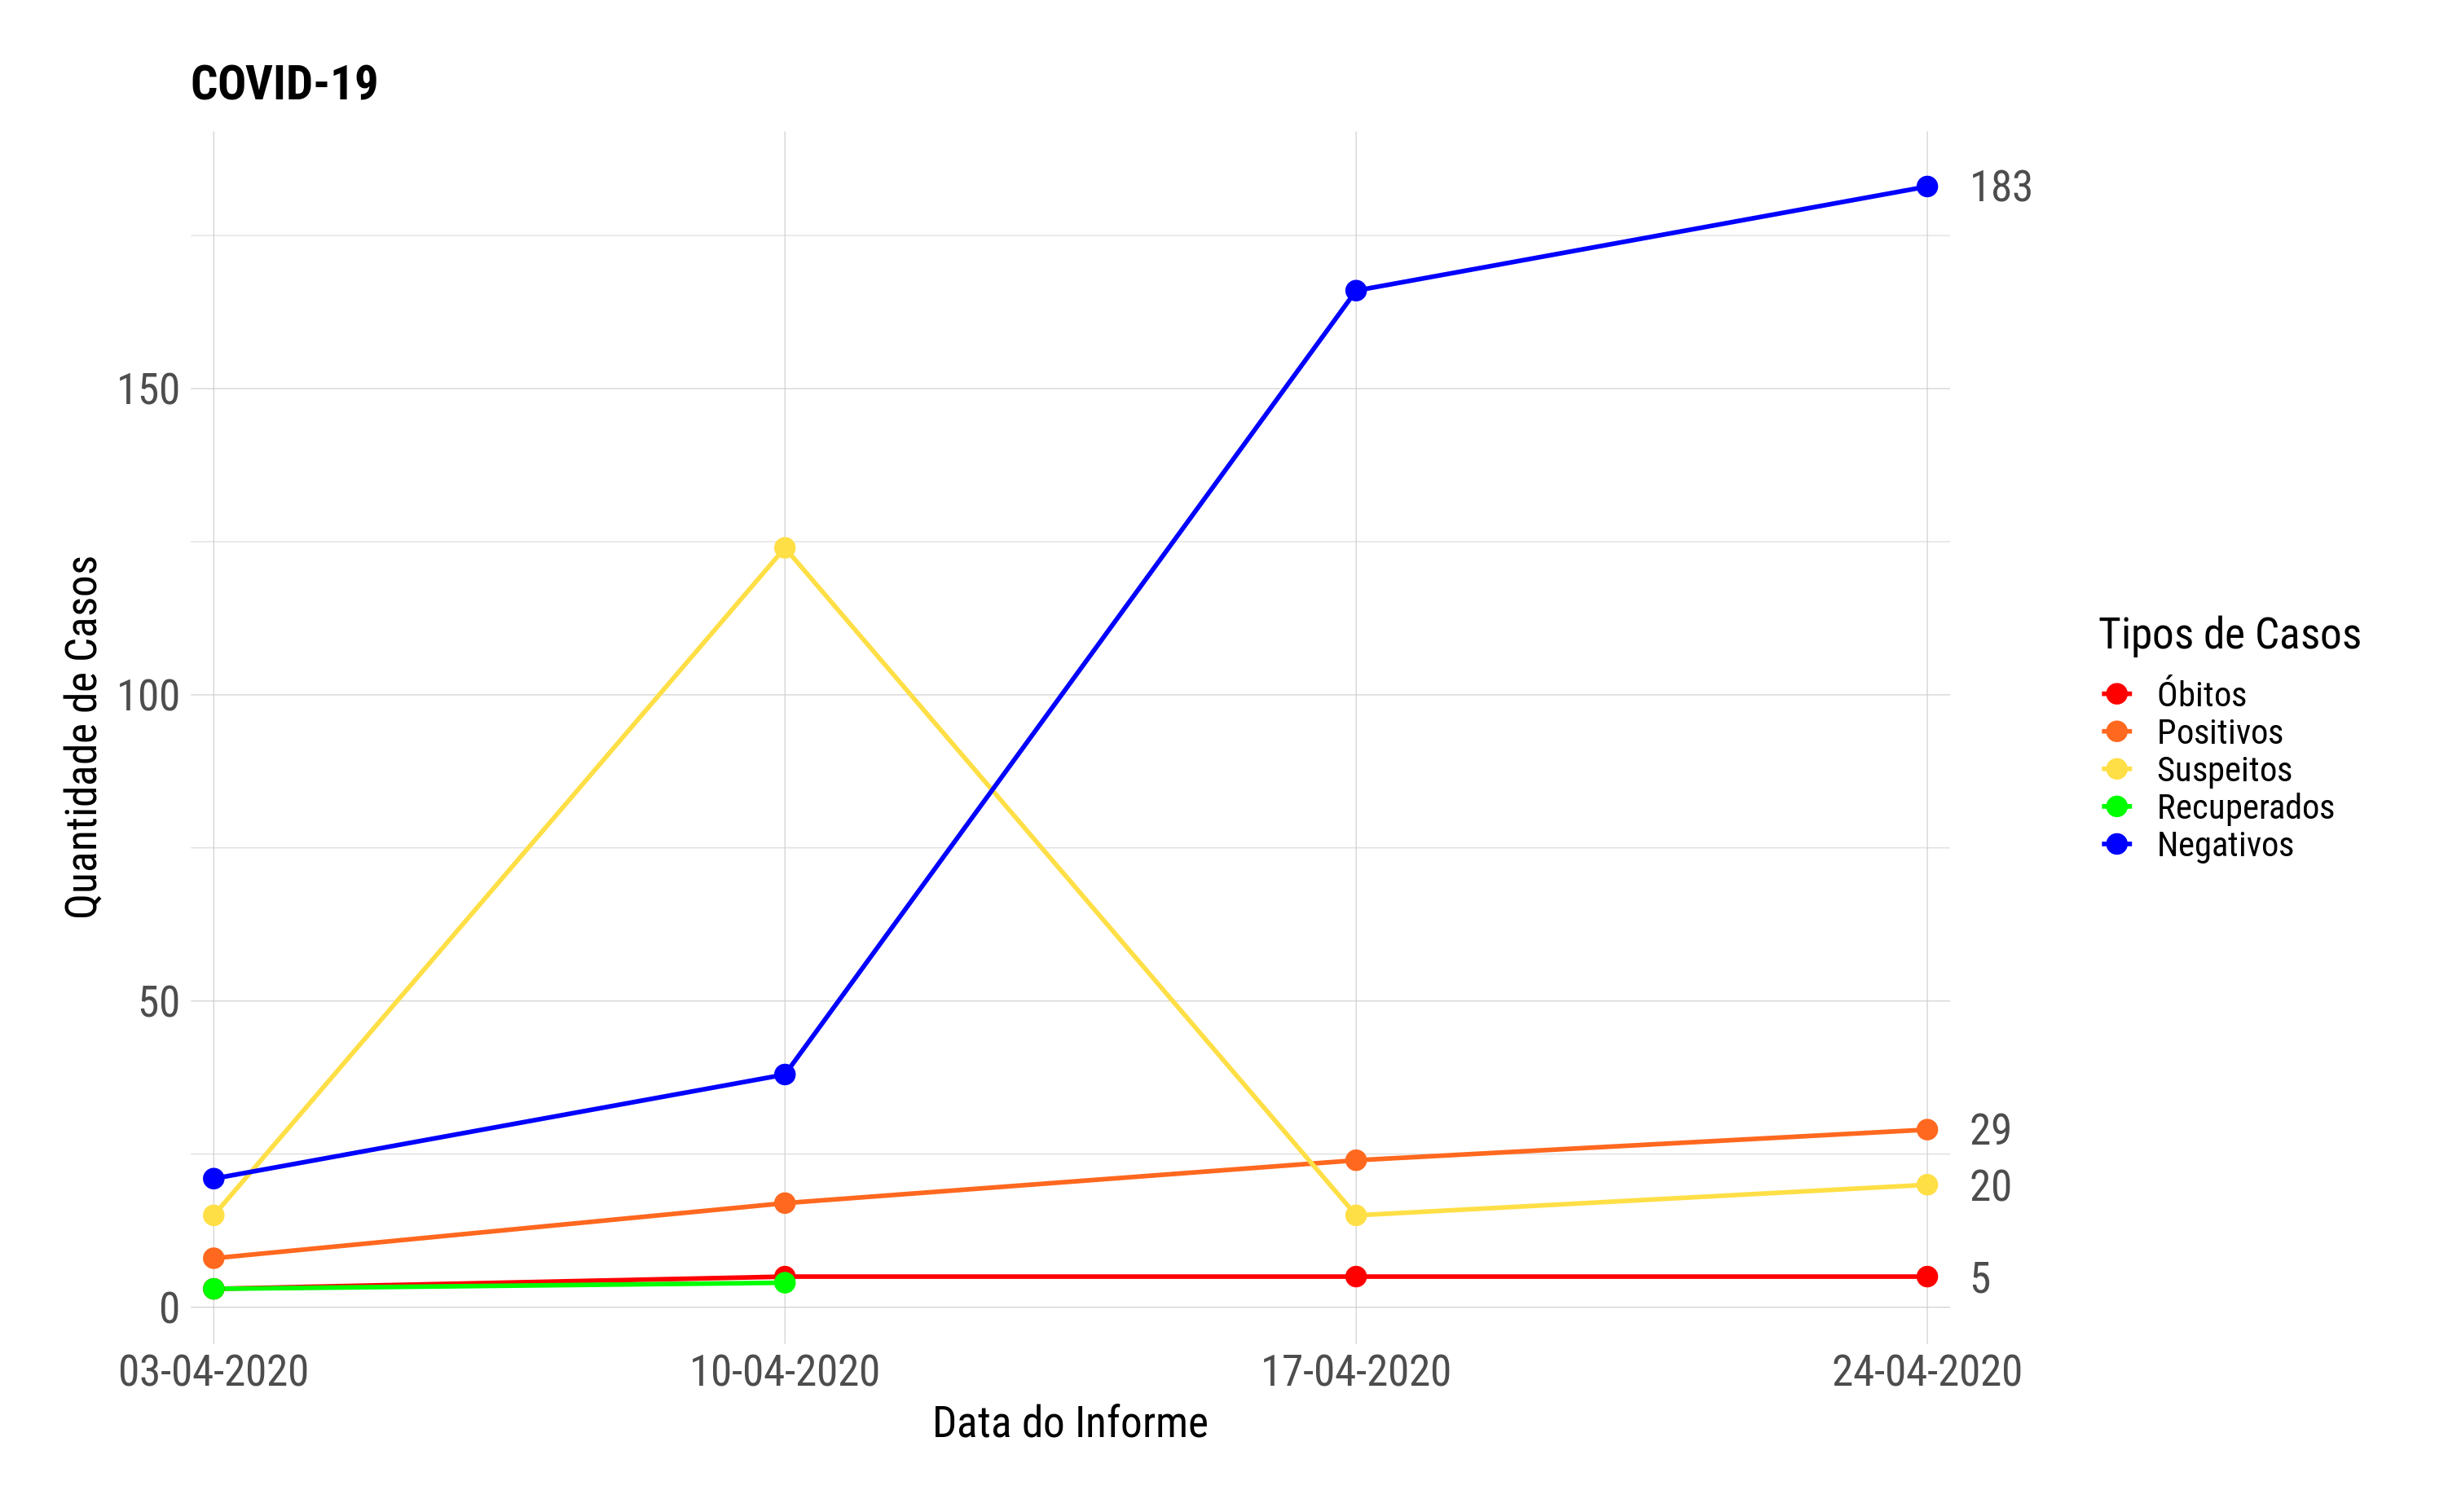 COVID-19
183
150
100
50
0
29
20
5
Quantidade de Casos
03-04-2020
10-04-2020
17-04-2020
24-04-2020
Data do Informe
Tipos de Casos
Óbitos
Positivos
Suspeitos
Recuperados
Negativos